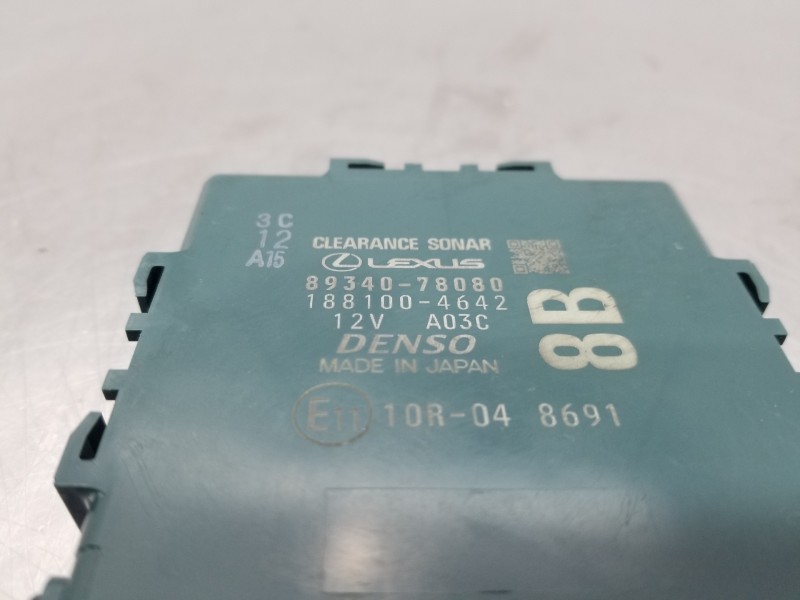 3C
12
A15
CLEARANCE SONAR
LEXUS
89340-78080
188100-4642
12V A03C
DENSO
MADE IN JAPAN
8B
E11 10R-04 8691